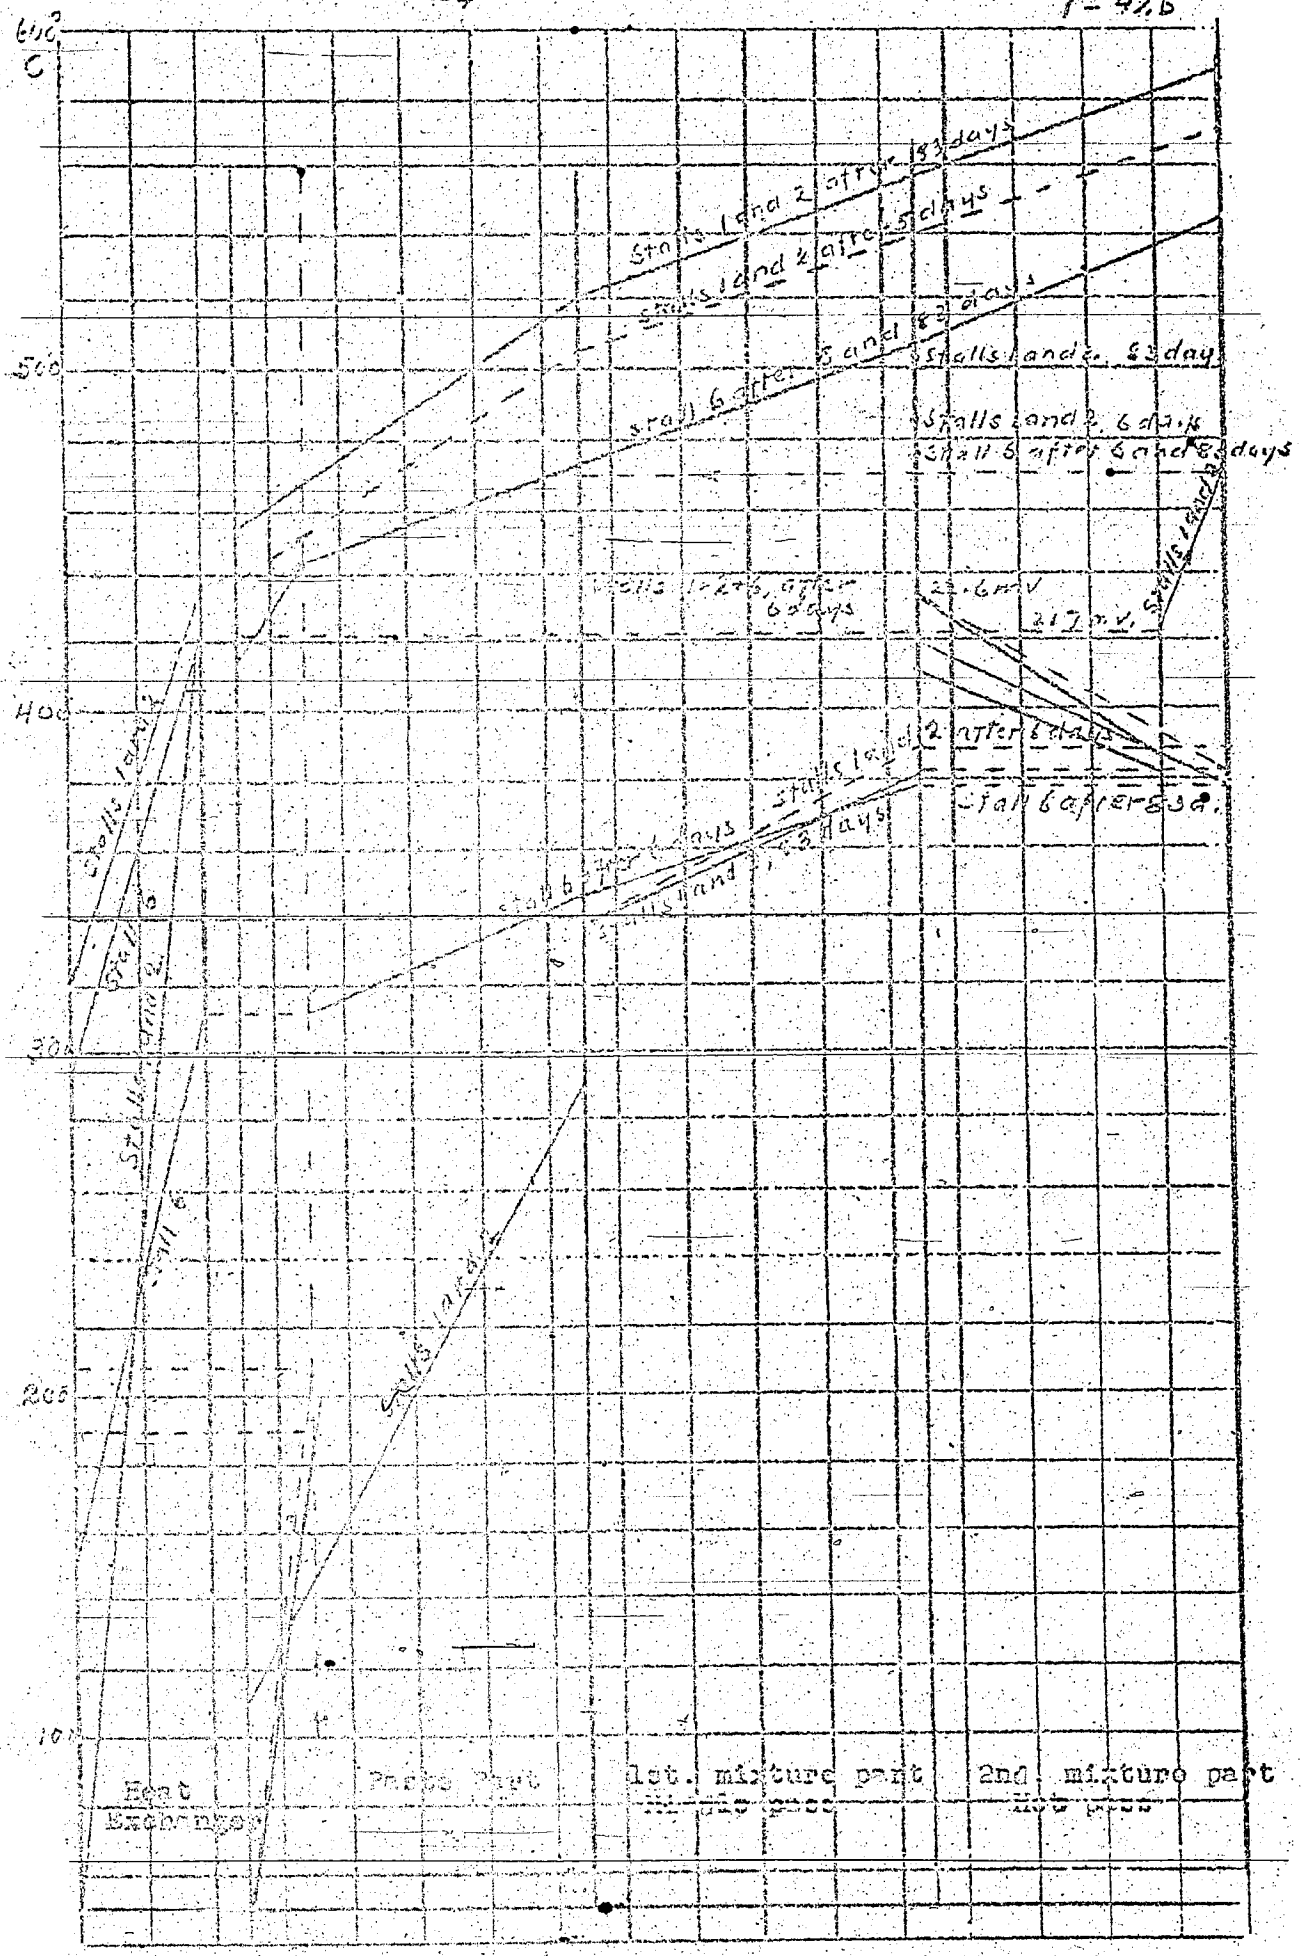 T - 42 b
600
C
Stalls 1 and 2 after 83 days
Stalls 1 and 2 after 5 days
500
Stall 6 after 6 and 83 days
Stalls 1 and 2, 83 days
Stalls 1 and 2, 6 days
Stall 6 after 6 and 83 days
Stalls 1 and 2
Stalls 1+2+6, after
6 days
22.6 mV
21.7 m.V.
400
Stalls 1 and 2
Stalls 1 and 2 after 6 days
Stall 6 after 83 d.
Stall 6 after 6 days
Stalls 1 and 2, 83 days
Stall 6
300
Stalls 1 and 2
Stall 6
Stalls 1 and 2
200
100
Heat
Exchanger
Paste Part
1st. mixture part
2nd mixture part
Hot pass